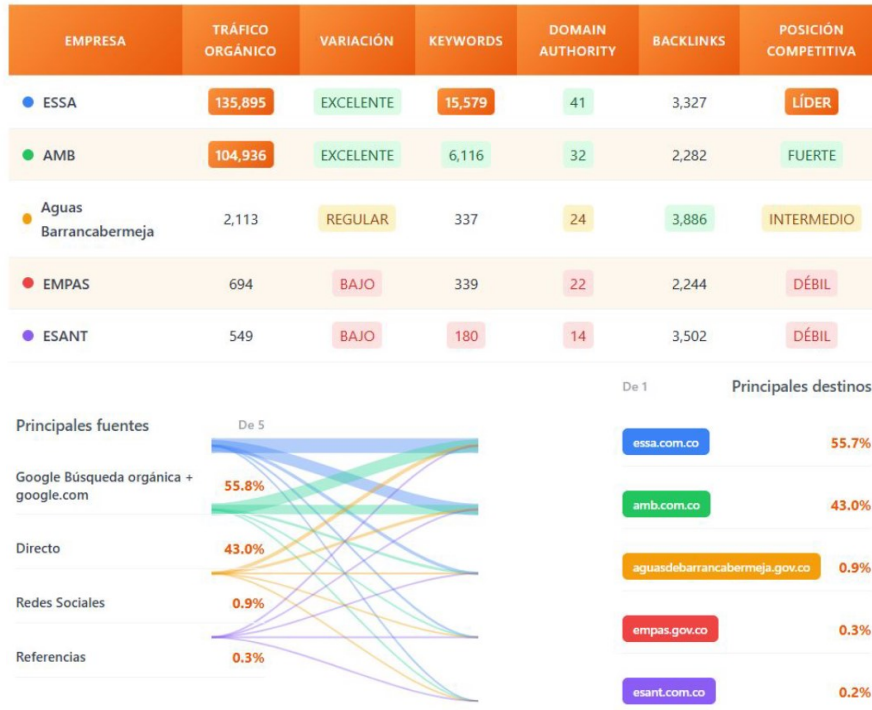 EMPRESA TRÁFICO ORGÁNICO VARIACIÓN KEYWORDS DOMAIN AUTHORITY BACKLINKS POSICIÓN COMPETITIVA
ESSA 135,895 EXCELENTE 15,579 41 3,327 LÍDER
AMB 104,936 EXCELENTE 6,116 32 2,282 FUERTE
Aguas Barrancabermeja 2,113 REGULAR 337 24 3,886 INTERMEDIO
EMPAS 694 BAJO 339 22 2,244 DÉBIL
ESANT 549 BAJO 180 14 3,502 DÉBIL
Principales fuentes De 5
Google Búsqueda orgánica +
google.com 55.8%
Directo 43.0%
Redes Sociales 0.9%
Referencias 0.3%
De 1 Principales destinos
essa.com.co 55.7%
amb.com.co 43.0%
aguasdebarrancabermeja.gov.co 0.9%
empas.gov.co 0.3%
esant.com.co 0.2%